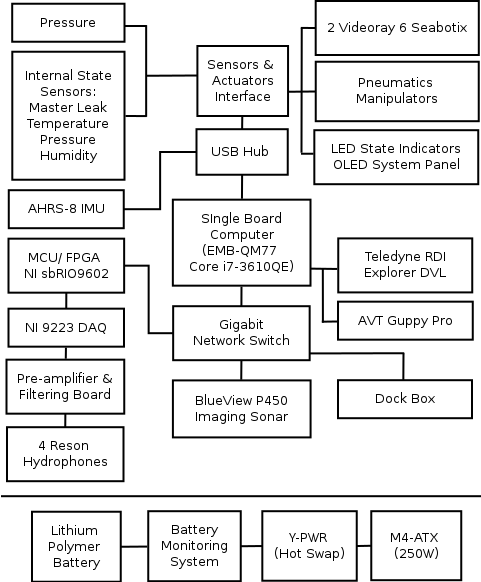 Pressure
2 Videoray 6 Seabotix
Internal State
Sensors:
Master Leak
Temperature
Pressure
Humidity
Sensors &
Actuators
Interface
Pneumatics
Manipulators
USB Hub
LED State Indicators
OLED System Panel
AHRS-8 IMU
SIngle Board
Computer
(EMB-QM77
Core i7-3610QE)
MCU/ FPGA
NI sbRIO9602
Teledyne RDI
Explorer DVL
NI 9223 DAQ
Gigabit
Network Switch
AVT Guppy Pro
Pre-amplifier &
Filtering Board
BlueView P450
Imaging Sonar
Dock Box
4 Reson
Hydrophones
Lithium
Polymer
Battery
Battery
Monitoring
System
Y-PWR
(Hot Swap)
M4-ATX
(250W)